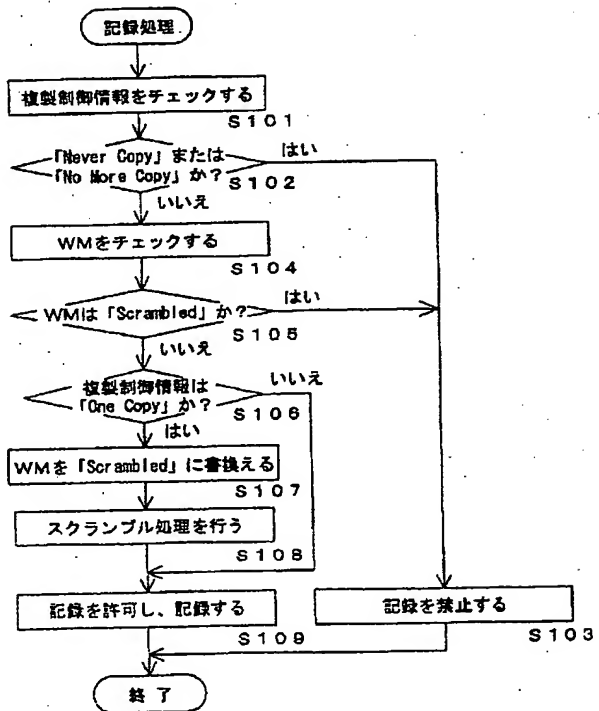 記録処理
複製制御情報をチェックする
S101
「Never Copy」または
「No More Copy」か?
はい
S102
いいえ
WMをチェックする
S104
WMは「Scrambled」か?
はい
S105
いいえ
複製制御情報は
「One Copy」か?
いいえ
S106
はい
WMを「Scrambled」に書換える
S107
スクランブル処理を行う
S108
記録を許可し、記録する
S109
記録を禁止する
S103
終了